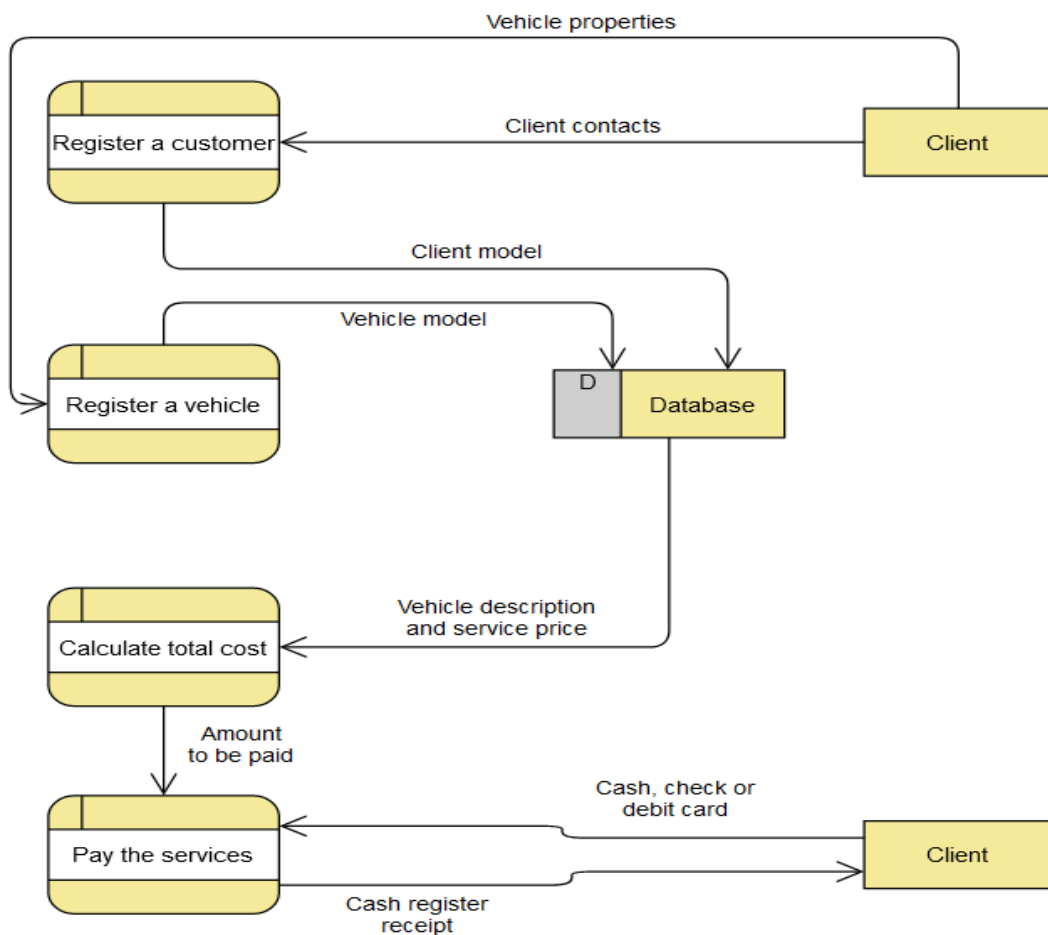 Vehicle properties
Register a customer
Client contacts
Client
Client model
Vehicle model
Register a vehicle
D
Database
Vehicle description
and service price
Calculate total cost
Amount
to be paid
Cash, check or
debit card
Pay the services
Client
Cash register
receipt